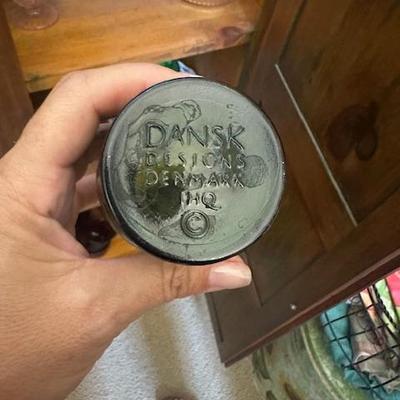 DANSK
DESIGNS
DENMARK
IHQ
©